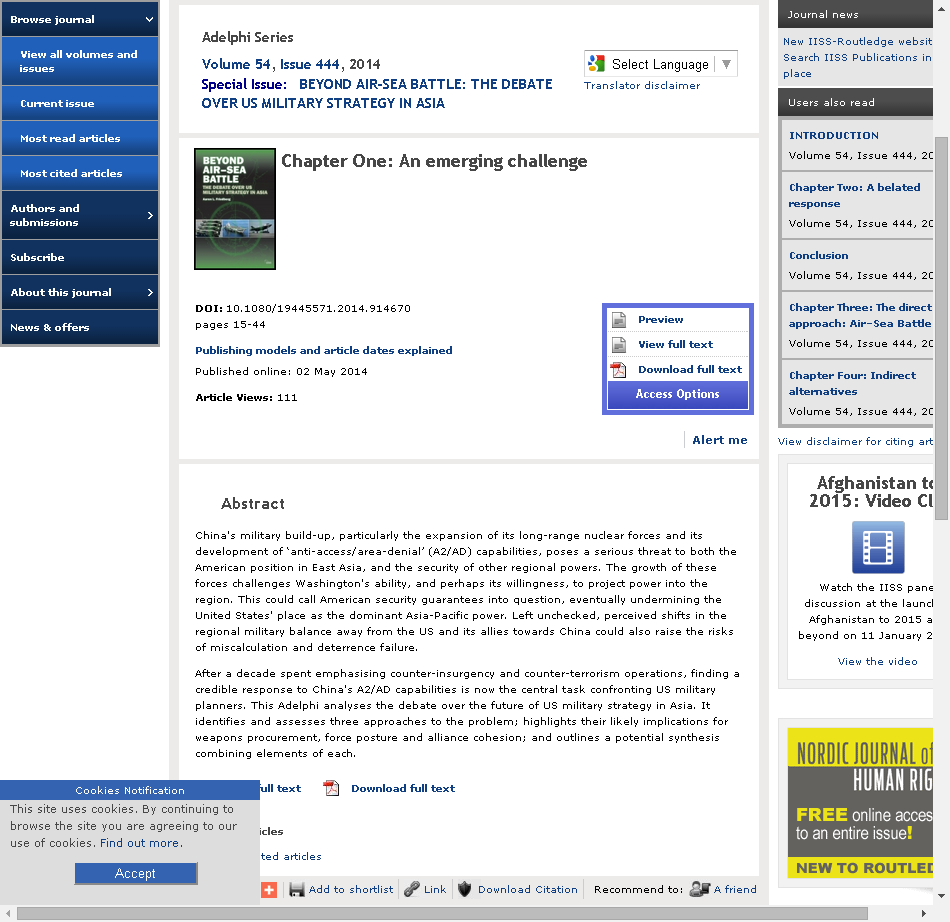 Browse journal
View all volumes and
issues
Current issue
Most read articles
Most cited articles
Authors and
submissions
Subscribe
About this journal
News & offers
Adelphi Series
Volume 54, Issue 444, 2014
Special Issue: BEYOND AIR-SEA BATTLE: THE DEBATE
OVER US MILITARY STRATEGY IN ASIA
Select Language
Translator disclaimer
BEYOND
AIR–SEA
BATTLE
THE DEBATE OVER US
MILITARY STRATEGY IN ASIA
Chapter One: An emerging challenge
DOI: 10.1080/19445571.2014.914670
pages 15-44
Publishing models and article dates explained
Published online: 02 May 2014
Article Views: 111
Preview
View full text
Download full text
Access Options
Alert me
Abstract
China's military build-up, particularly the expansion of its long-range nuclear forces and its
development of ‘anti-access/area-denial’ (A2/AD) capabilities, poses a serious threat to both the
American position in East Asia, and the security of other regional powers. The growth of these
forces challenges Washington's ability, and perhaps its willingness, to project power into the
region. This could call American security guarantees into question, eventually undermining the
United States' place as the dominant Asia-Pacific power. Left unchecked, perceived shifts in the
regional military balance away from the US and its allies towards China could also raise the risks
of miscalculation and deterrence failure.
After a decade spent emphasising counter-insurgency and counter-terrorism operations, finding a
credible response to China's A2/AD capabilities is now the central task confronting US military
planners. This Adelphi analyses the debate over the future of US military strategy in Asia. It
identifies and assesses three approaches to the problem; highlights their likely implications for
weapons procurement, force posture and alliance cohesion; and outlines a potential synthesis
combining elements of each.
full text
Download full text
icles
ted articles
Add to shortlist
Link
Download Citation
Recommend to:
A friend
Cookies Notification
This site uses cookies. By continuing to
browse the site you are agreeing to our
use of cookies. Find out more.
Accept
Journal news
New IISS-Routledge websit
Search IISS Publications in
place
Users also read
INTRODUCTION
Volume 54, Issue 444, 20
Chapter Two: A belated
response
Volume 54, Issue 444, 20
Conclusion
Volume 54, Issue 444, 20
Chapter Three: The direct
approach: Air–Sea Battle
Volume 54, Issue 444, 20
Chapter Four: Indirect
alternatives
Volume 54, Issue 444, 20
View disclaimer for citing art
Afghanistan to
2015: Video Cl
Watch the IISS pane
discussion at the launc
Afghanistan to 2015 a
beyond on 11 January 2
View the video
NORDIC JOURNAL of
HUMAN RIG
FREE online acces
to an entire issue!
NEW TO ROUTLED